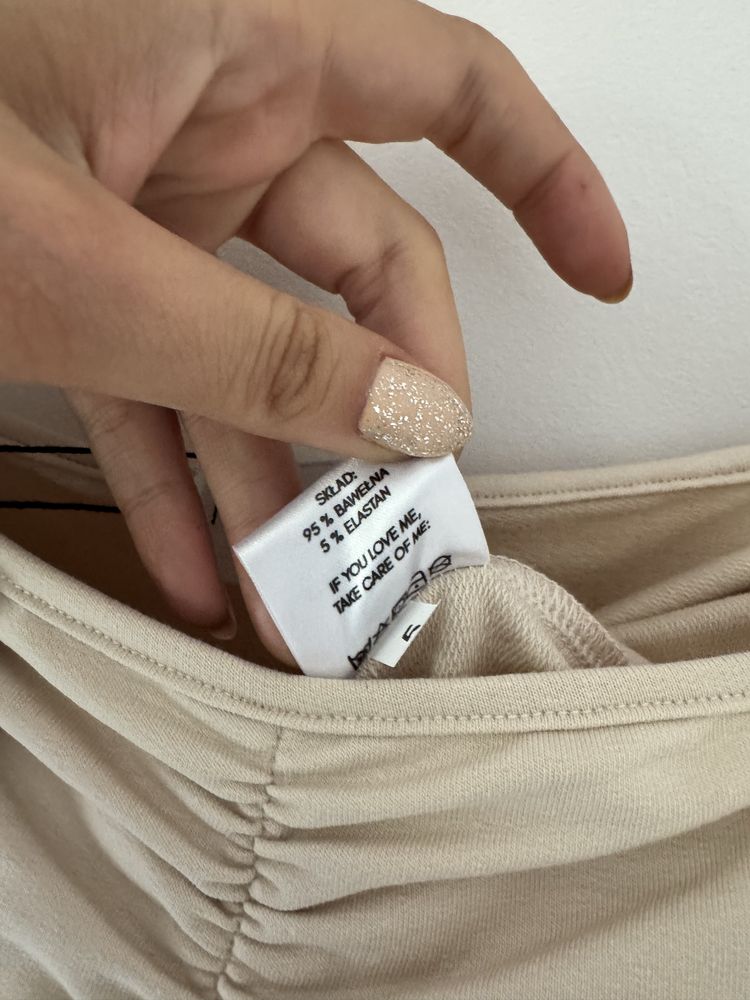 SKŁAD:
95 % BAWEŁNA
5 % ELASTAN
IF YOU LOVE ME,
TAKE CARE OF ME: